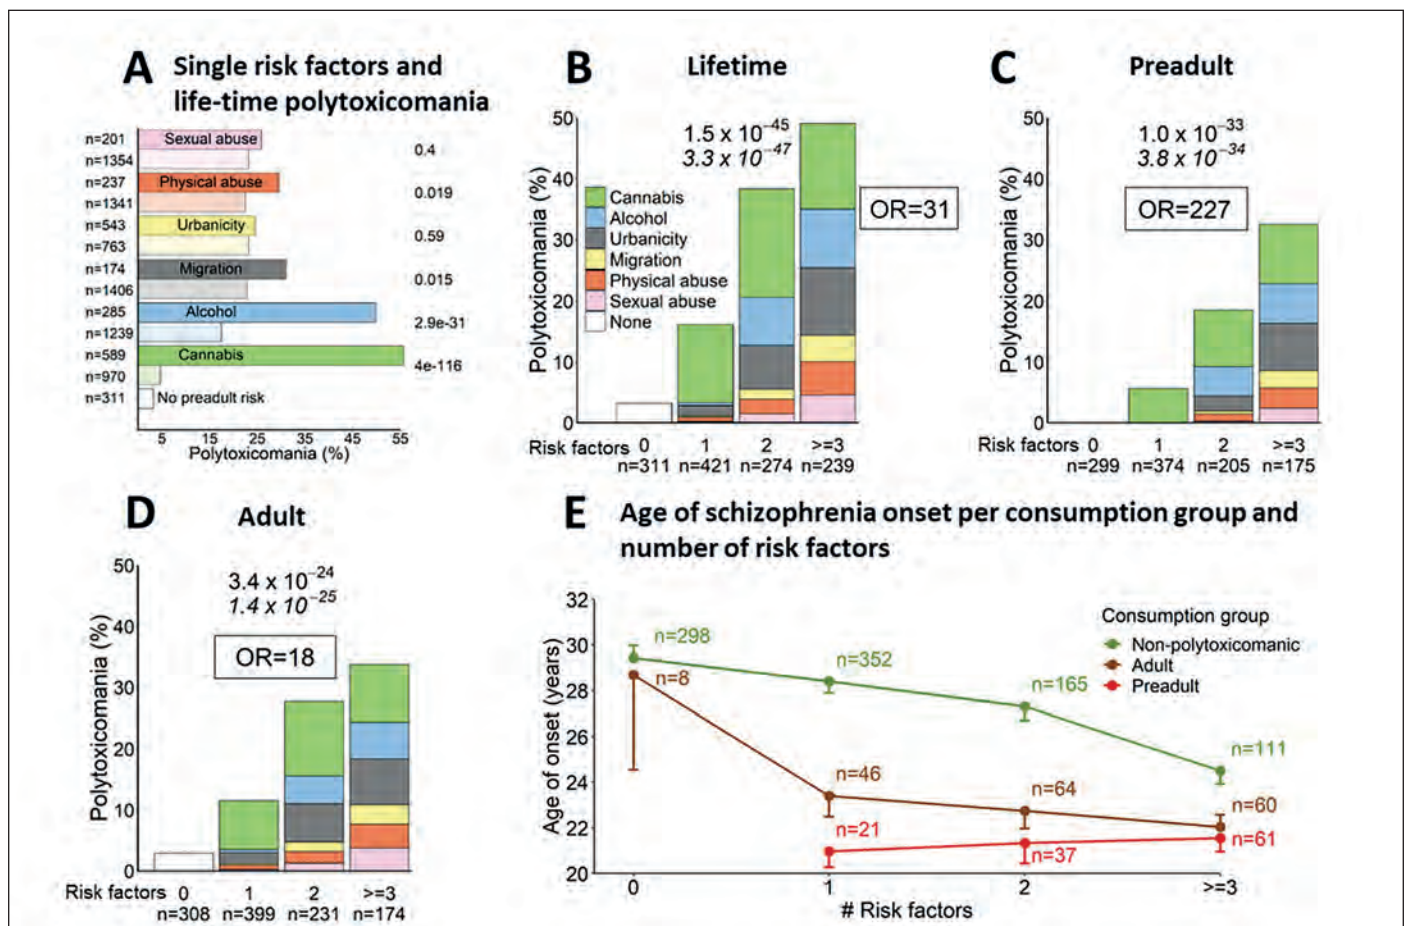 A Single risk factors and
life-time polytoxicomania
n=201 Sexual abuse 0.4
n=1354
n=237 Physical abuse 0.019
n=1341
n=543 Urbanicity 0.59
n=763
n=174 Migration 0.015
n=1406
n=285 Alcohol 2.9e-31
n=1239
n=589 Cannabis 4e-116
n=970
n=311 No preadult risk
5 15 25 35 45 55
Polytoxicomania (%)
B Lifetime
50
40
30
20
10
0
Polytoxicomania (%)
1.5 x 10⁻⁴⁵
3.3 x 10⁻⁴⁷
OR=31
Cannabis
Alcohol
Urbanicity
Migration
Physical abuse
Sexual abuse
None
Risk factors 0 1 2 >=3
n=311 n=421 n=274 n=239
C Preadult
50
40
30
20
10
0
Polytoxicomania (%)
1.0 x 10⁻³³
3.8 x 10⁻³⁴
OR=227
Risk factors 0 1 2 >=3
n=299 n=374 n=205 n=175
D Adult
50
40
30
20
10
0
Polytoxicomania (%)
3.4 x 10⁻²⁴
1.4 x 10⁻²⁵
OR=18
Risk factors 0 1 2 >=3
n=308 n=399 n=231 n=174
E Age of schizophrenia onset per consumption group and
number of risk factors
32
30
28
26
24
22
20
Age of onset (years)
Consumption group
Non-polytoxicomanic
Adult
Preadult
n=298
n=352
n=165
n=111
n=8
n=46
n=64
n=60
n=21
n=37
n=61
0 1 2 >=3
# Risk factors